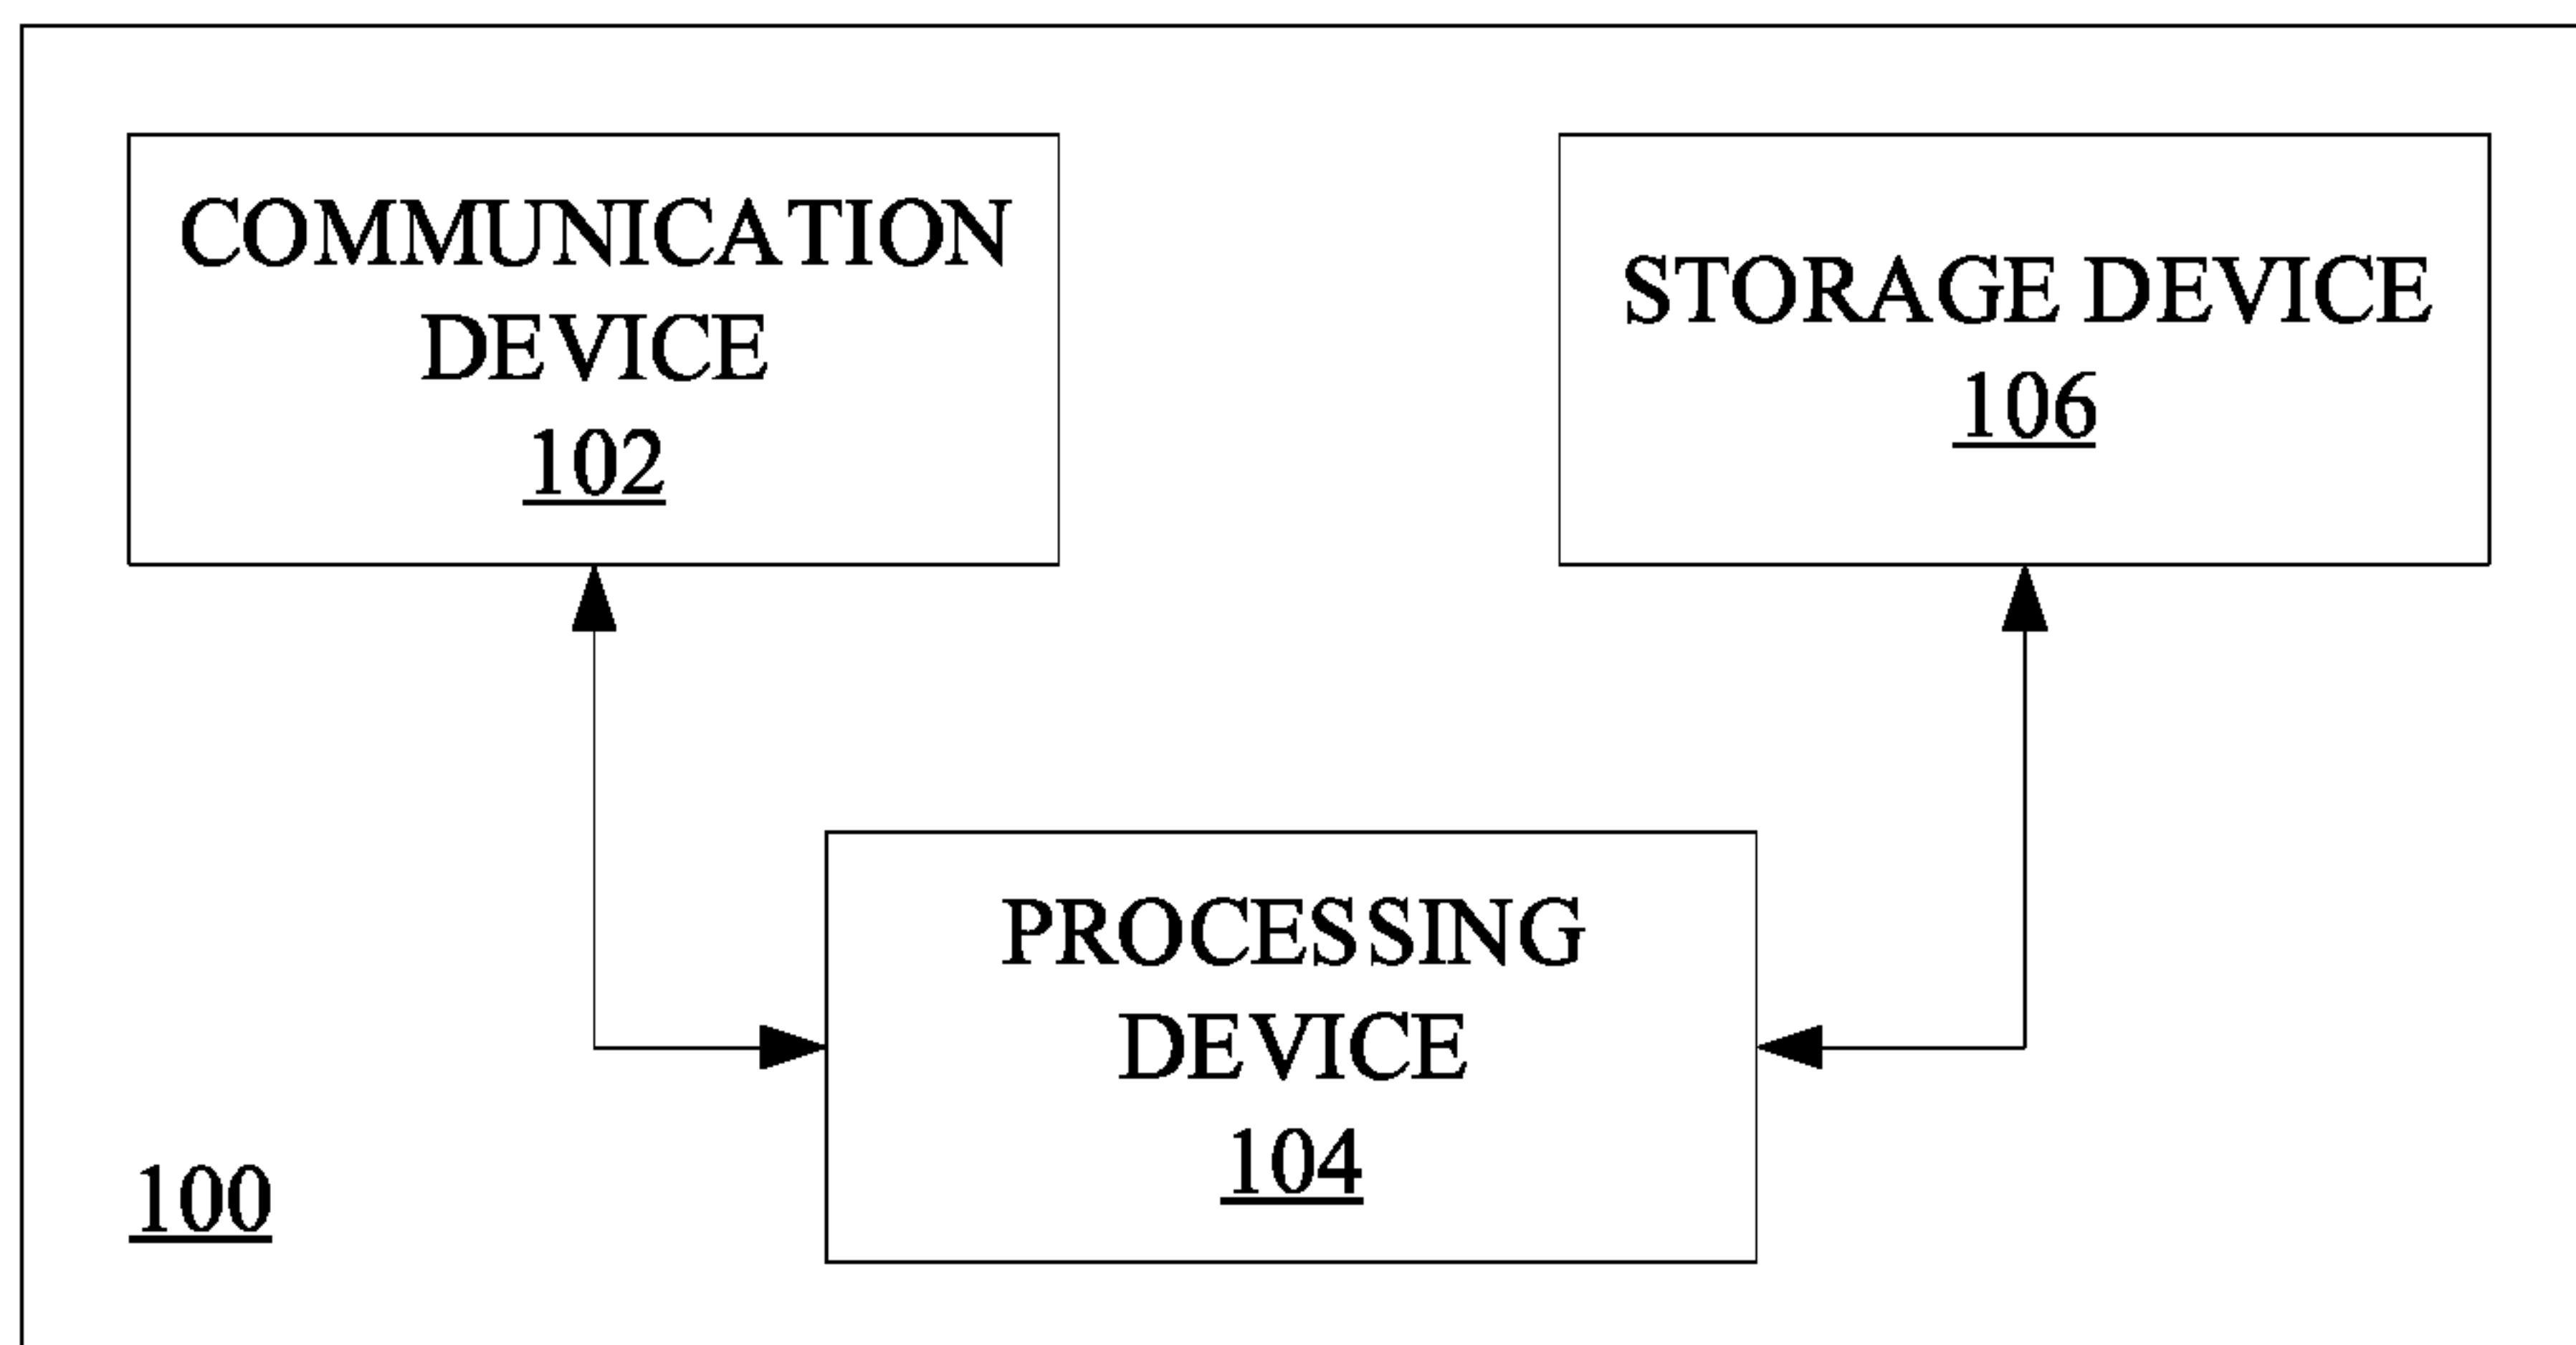 COMMUNICATION
DEVICE
102
STORAGE DEVICE
106
PROCESSING
DEVICE
104
100